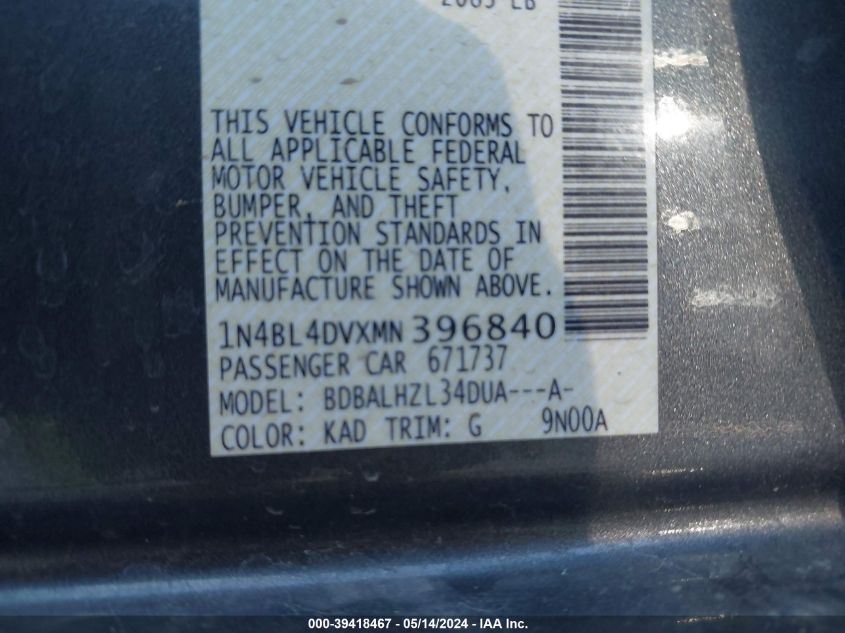 THIS VEHICLE CONFORMS TO
ALL APPLICABLE FEDERAL
MOTOR VEHICLE SAFETY,
BUMPER, AND THEFT
PREVENTION STANDARDS IN
EFFECT ON THE DATE OF
MANUFACTURE SHOWN ABOVE.
1N4BL4DVXMN 396840
PASSENGER CAR 671737
MODEL: BDBALHZL34DUA---A-
COLOR: KAD TRIM: G 9N00A
000-39418467 - 05/14/2024 - IAA Inc.